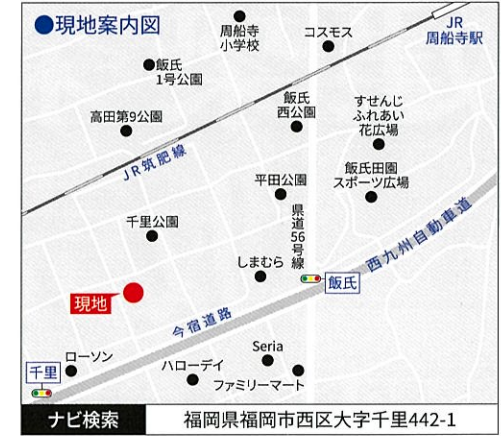 ●現地案内図
周船寺
小学校
コスモス
JR
周船寺駅
飯氏
1号公園
高田第9公園
飯氏
西公園
すせんじ
ふれあい
花広場
JR筑肥線
平田公園
飯氏田園
スポーツ広場
千里公園
県道56号線
西九州自動車道
しまむら
飯氏
現地
今宿道路
千里
ローソン
ハローデイ
Seria
ファミリーマート
ナビ検索
福岡県福岡市西区大字千里442-1